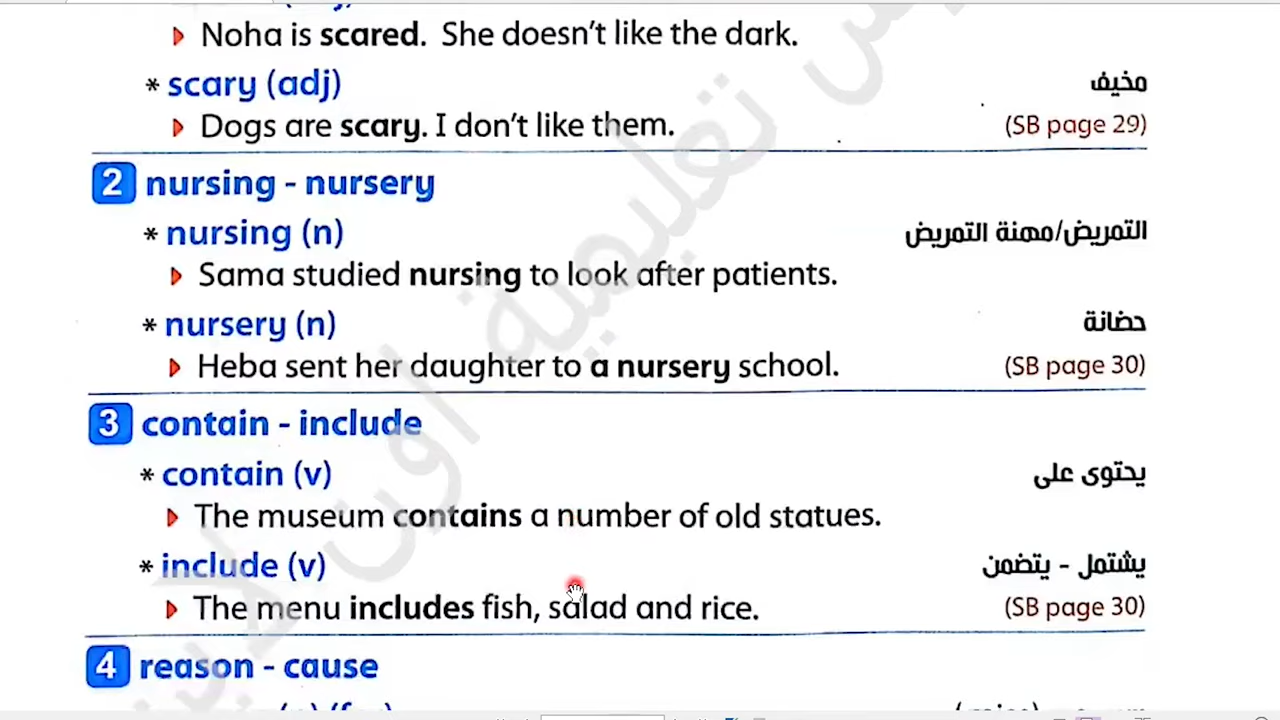 Noha is scared. She doesn't like the dark.
* scary (adj) مخيف
Dogs are scary. I don't like them. (SB page 29)
2 nursing - nursery
* nursing (n) التمريض/مهنة التمريض
Sama studied nursing to look after patients.
* nursery (n) حضانة
Heba sent her daughter to a nursery school. (SB page 30)
3 contain - include
* contain (v) يحتوى على
The museum contains a number of old statues.
* include (v) يشتمل - يتضمن
The menu includes fish, salad and rice. (SB page 30)
4 reason - cause
تعليمية اون لاين